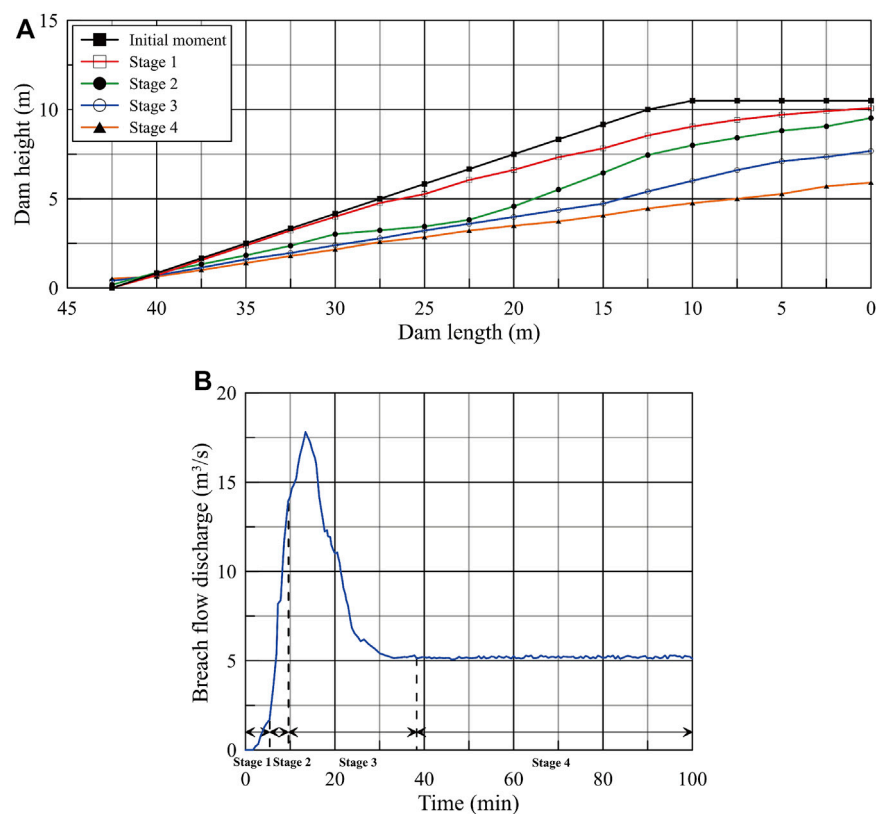 A
15
10
5
0
Dam height (m)
Initial moment
Stage 1
Stage 2
Stage 3
Stage 4
45 40 35 30 25 20 15 10 5 0
Dam length (m)
B
20
15
10
5
0
Breach flow discharge (m³/s)
Stage 1 Stage 2 Stage 3 Stage 4
0 20 40 60 80 100
Time (min)